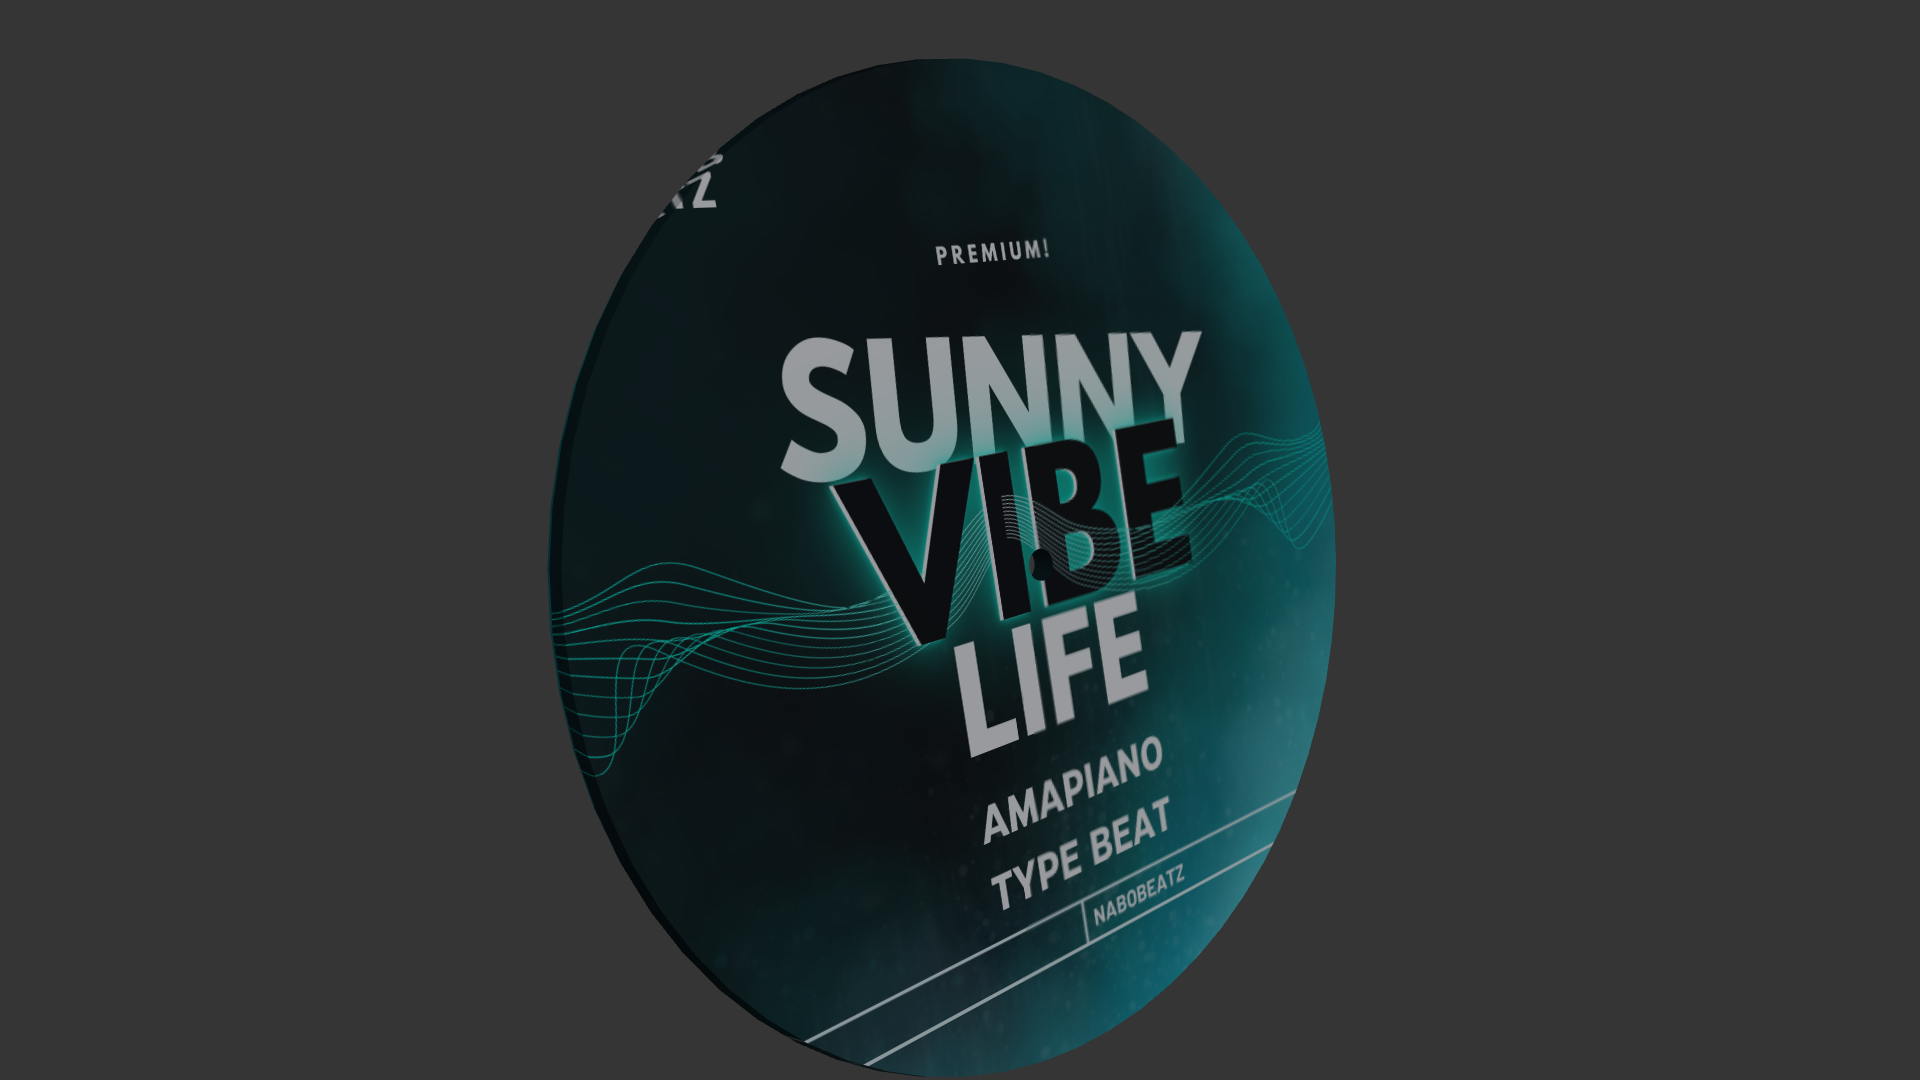 PREMIUM!
SUNNY
VIBE
LIFE
AMAPIANO
TYPE BEAT
NABOBEATZ